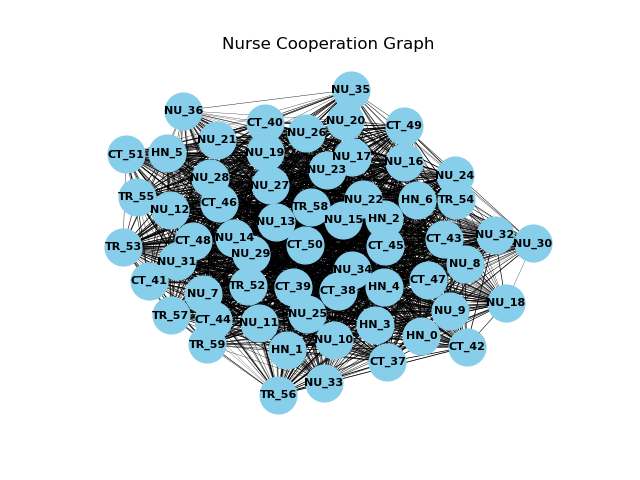 Nurse Cooperation Graph
NU_35
NU_36
NU_20
CT_40
CT_49
NU_26
NU_21
CT_51
HN_5
NU_19
NU_17
NU_16
NU_23
NU_24
NU_28
NU_27
TR_55
NU_12
CT_46
NU_22
HN_6
TR_54
TR_58
NU_13
NU_15
HN_2
TR_53
CT_48
NU_14
CT_50
CT_45
CT_43
NU_32
NU_30
NU_31
NU_29
NU_8
NU_34
CT_41
TR_52
CT_39
CT_38
HN_4
CT_47
NU_7
NU_18
TR_57
CT_44
NU_11
NU_25
HN_3
NU_9
TR_59
HN_1
NU_10
HN_0
CT_42
CT_37
NU_33
TR_56